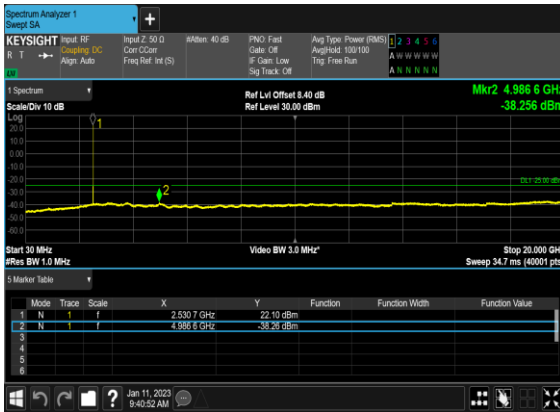 Spectrum Analyzer 1
Swept SA
KEYSIGHT Input: RF Input Z: 50 Ω #Atten: 40 dB PNO: Fast Avg Type: Power (RMS) 1 2 3 4 5 6
R T Coupling: DC Corr CCorr Gate: Off Avg|Hold: 100/100 A W W W W W
Align: Auto Freq Ref: Int (S) IF Gain: Low Trig: Free Run
LXI Sig Track: Off A N N N N N
1 Spectrum
Scale/Div 10 dB
Ref Lvl Offset 8.40 dB
Ref Level 30.00 dBm
Mkr2 4.986 6 GHz
-38.256 dBm
Log
20.0
10.0
0.00
-10.0
-20.0
-30.0
-40.0
-50.0
-60.0
1
2
DL1 -25.00 dBm
Start 30 MHz Video BW 3.0 MHz* Stop 20.000 GHz
#Res BW 1.0 MHz Sweep 34.7 ms (40001 pts)
5 Marker Table
Mode Trace Scale X Y Function Function Width Function Value
1 N 1 f 2.530 7 GHz 22.10 dBm
2 N 1 f 4.986 6 GHz -38.26 dBm
3
4
5
6
? Jan 11, 2023
9:40:52 AM